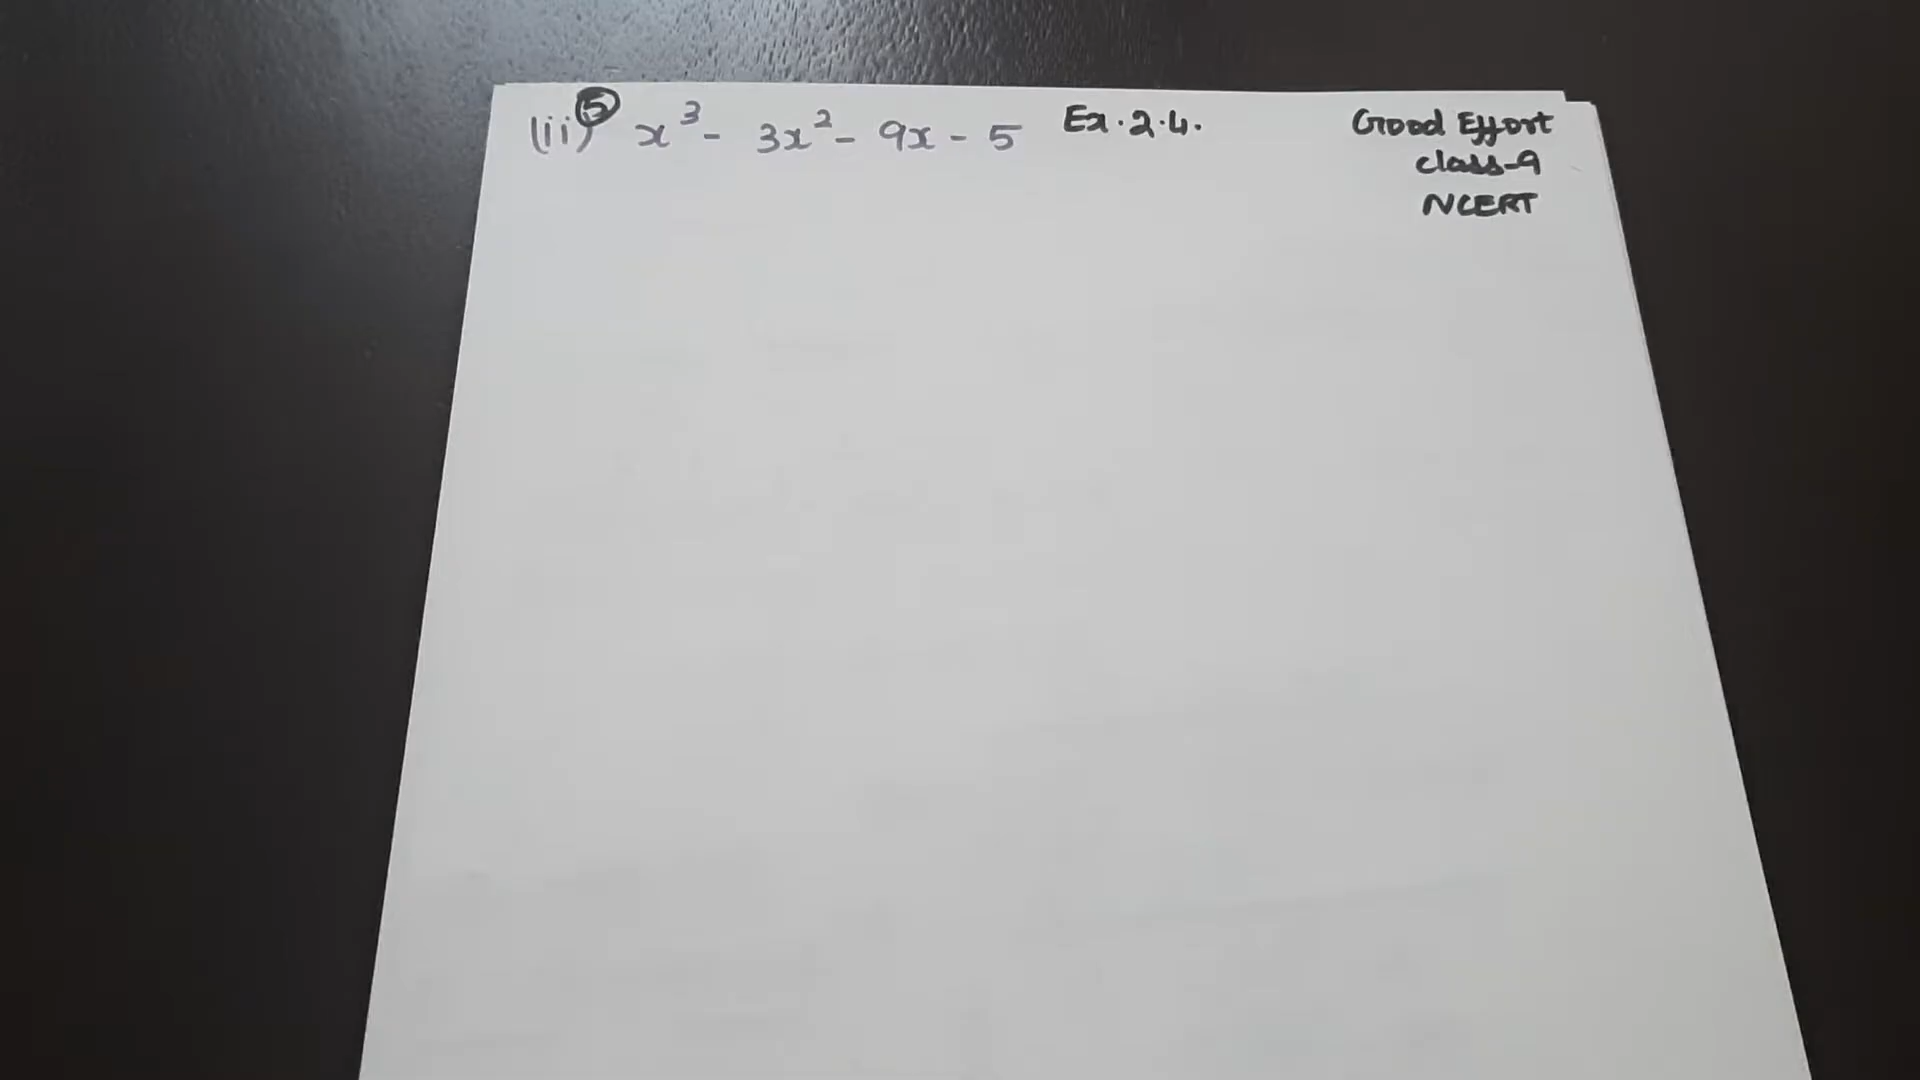 (ii) ⑤ x³ - 3x² - 9x - 5 Ex. 2.4.
Good Effort
class-9
NCERT